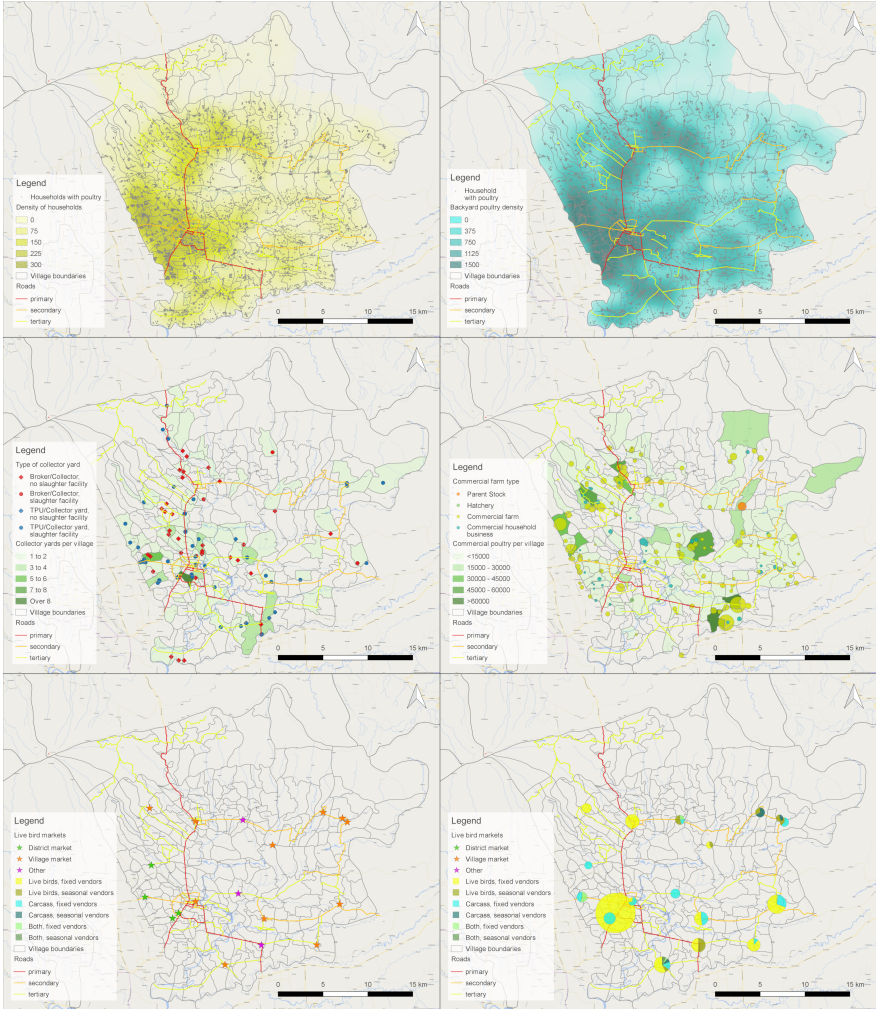 Legend
Households with poultry
Density of households
0
75
150
225
300
Village boundaries
Roads
primary
secondary
tertiary
0 5 10 15 km
Legend
Household
with poultry
Backyard poultry density
0
375
750
1125
1500
Village boundaries
Roads
primary
secondary
tertiary
0 5 10 15 km
Legend
Type of collector yard
Broker/Collector,
no slaughter facility
Broker/Collector,
slaughter facility
TPU/Collector yard,
no slaughter facility
TPU/Collector yard,
slaughter facility
Collector yards per village
1 to 2
3 to 4
5 to 6
7 to 8
Over 8
Village boundaries
Roads
primary
secondary
tertiary
0 5 10 15 km
Legend
Commercial farm type
Parent Stock
Hatchery
Commercial farm
Commercial household
business
Commercial poultry per village
<15000
15000 - 30000
30000 - 45000
45000 - 60000
>60000
Village boundaries
Roads
primary
secondary
tertiary
0 5 10 15 km
Legend
Live bird markets
District market
Village market
Other
Live birds, fixed vendors
Live birds, seasonal vendors
Carcass, fixed vendors
Carcass, seasonal vendors
Both, fixed vendors
Both, seasonal vendors
Village boundaries
Roads
primary
secondary
tertiary
0 5 10 15 km
Legend
Live bird markets
District market
Village market
Other
Live birds, fixed vendors
Live birds, seasonal vendors
Carcass, fixed vendors
Carcass, seasonal vendors
Both, fixed vendors
Both, seasonal vendors
Village boundaries
Roads
primary
secondary
tertiary
0 5 10 15 km